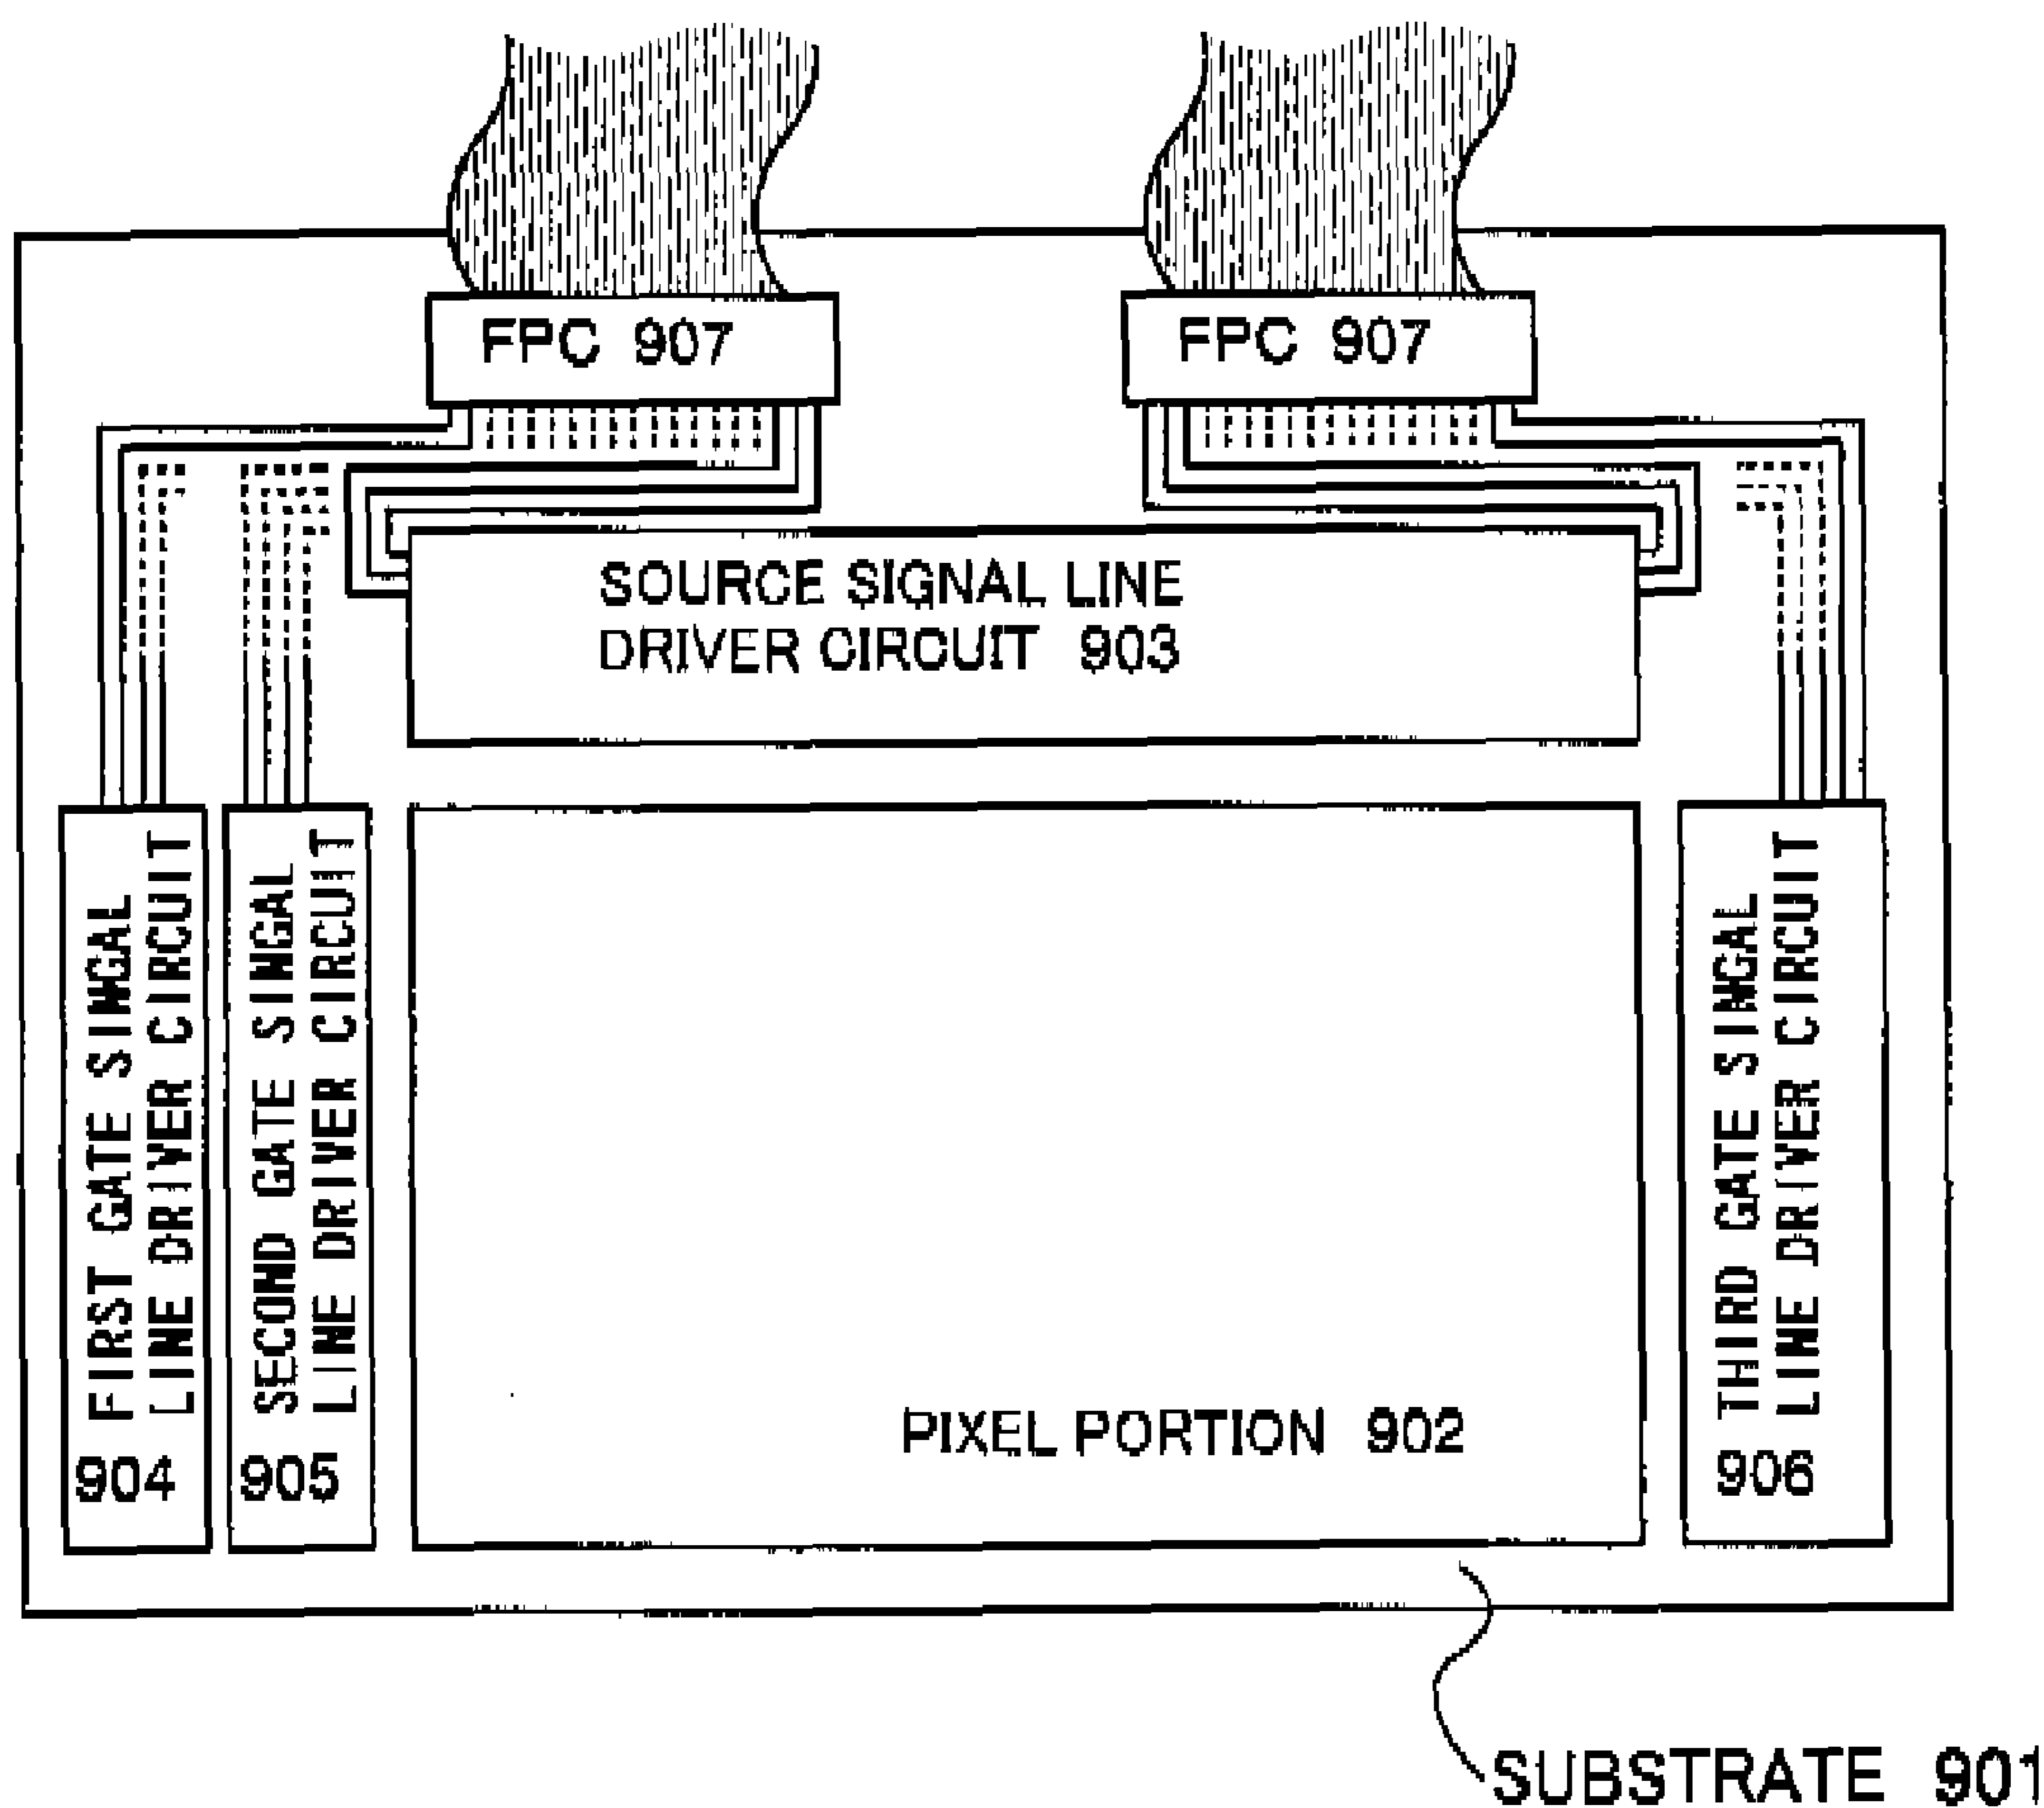 FPC 907
FPC 907
SOURCE SIGNAL LINE
DRIVER CIRCUIT 903
FIRST GATE SINGAL
LINE DRIVER CIRCUIT
904
SECOND GATE SINGAL
LINE DRIVER CIRCUIT
905
PIXEL PORTION 902
THIRD GATE SINGAL
LINE DRIVER CIRCUIT
906
SUBSTRATE 901